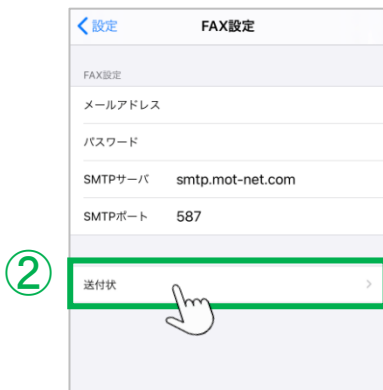 設定
FAX設定
FAX設定
メールアドレス
パスワード
SMTPサーバ smtp.mot-net.com
SMTPポート 587
② 送付状